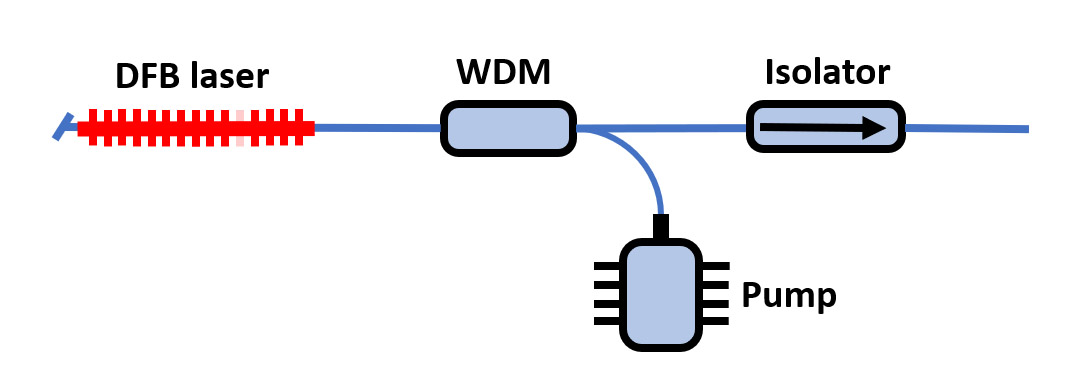 DFB laser
WDM
Isolator
Pump